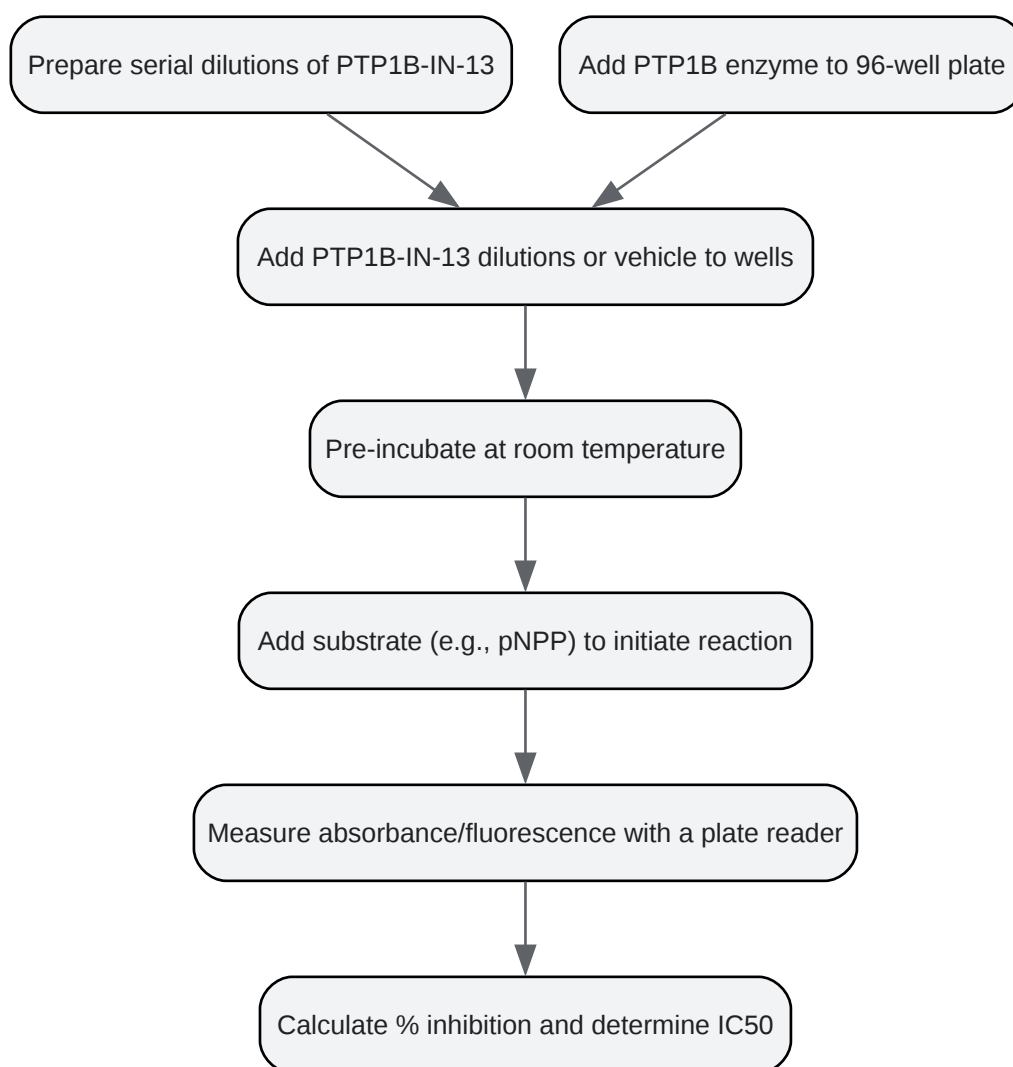 Prepare serial dilutions of PTP1B-IN-13
Add PTP1B enzyme to 96-well plate
Add PTP1B-IN-13 dilutions or vehicle to wells
Pre-incubate at room temperature
Add substrate (e.g., pNPP) to initiate reaction
Measure absorbance/fluorescence with a plate reader
Calculate % inhibition and determine IC50